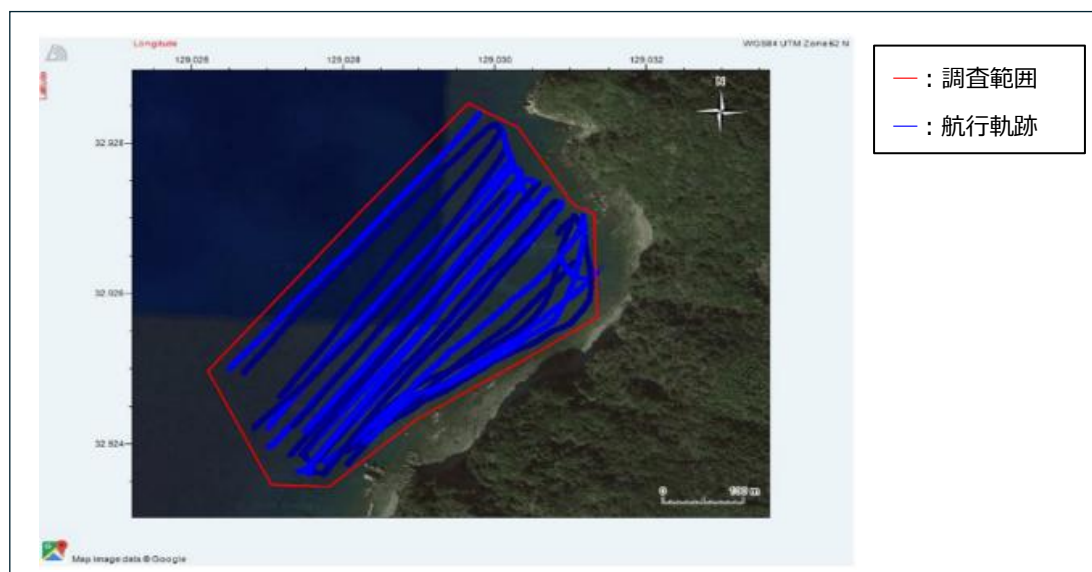 Longitude
WGS84 UTM Zone 52 N
129.026
129.028
129.030
129.032
N
32.928
32.926
32.924
0
100 m
Map image data © Google
— : 調査範囲
— : 航行軌跡